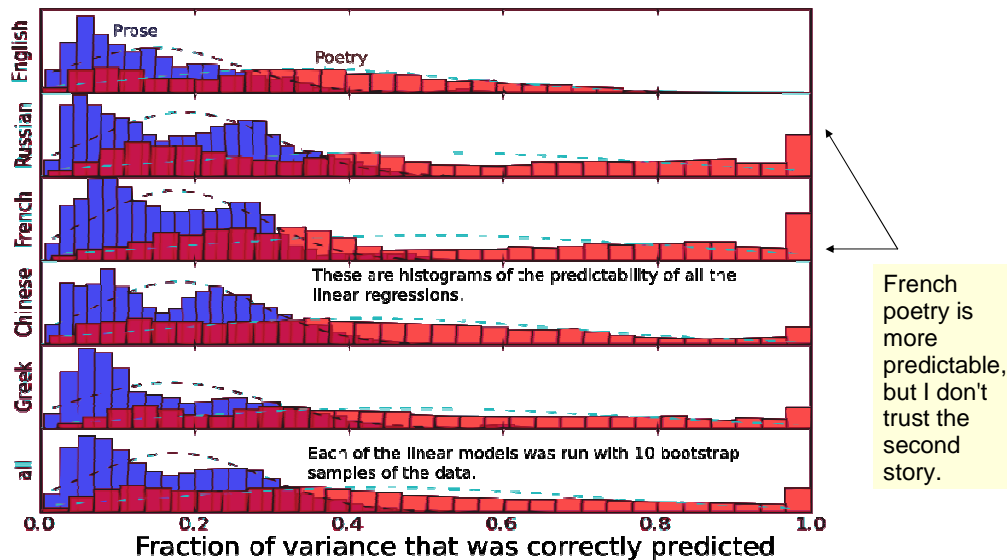 English
Prose
Poetry
Russian
French
Chinese
These are histograms of the predictability of all the
linear regressions.
Greek
all
Each of the linear models was run with 10 bootstrap
samples of the data.
0.0 0.2 0.4 0.6 0.8 1.0
Fraction of variance that was correctly predicted
French
poetry is
more
predictable,
but I don't
trust the
second
story.